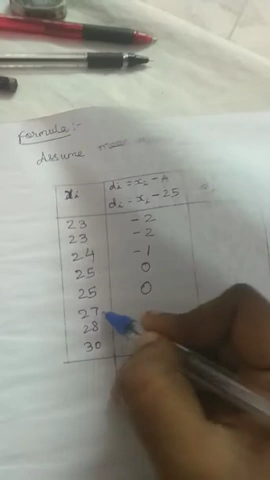 Formula:-
Assume mean
xi di = xi - A
di = xi - 25
23 -2
23 -2
24 -1
25 0
25 0
27
28
30